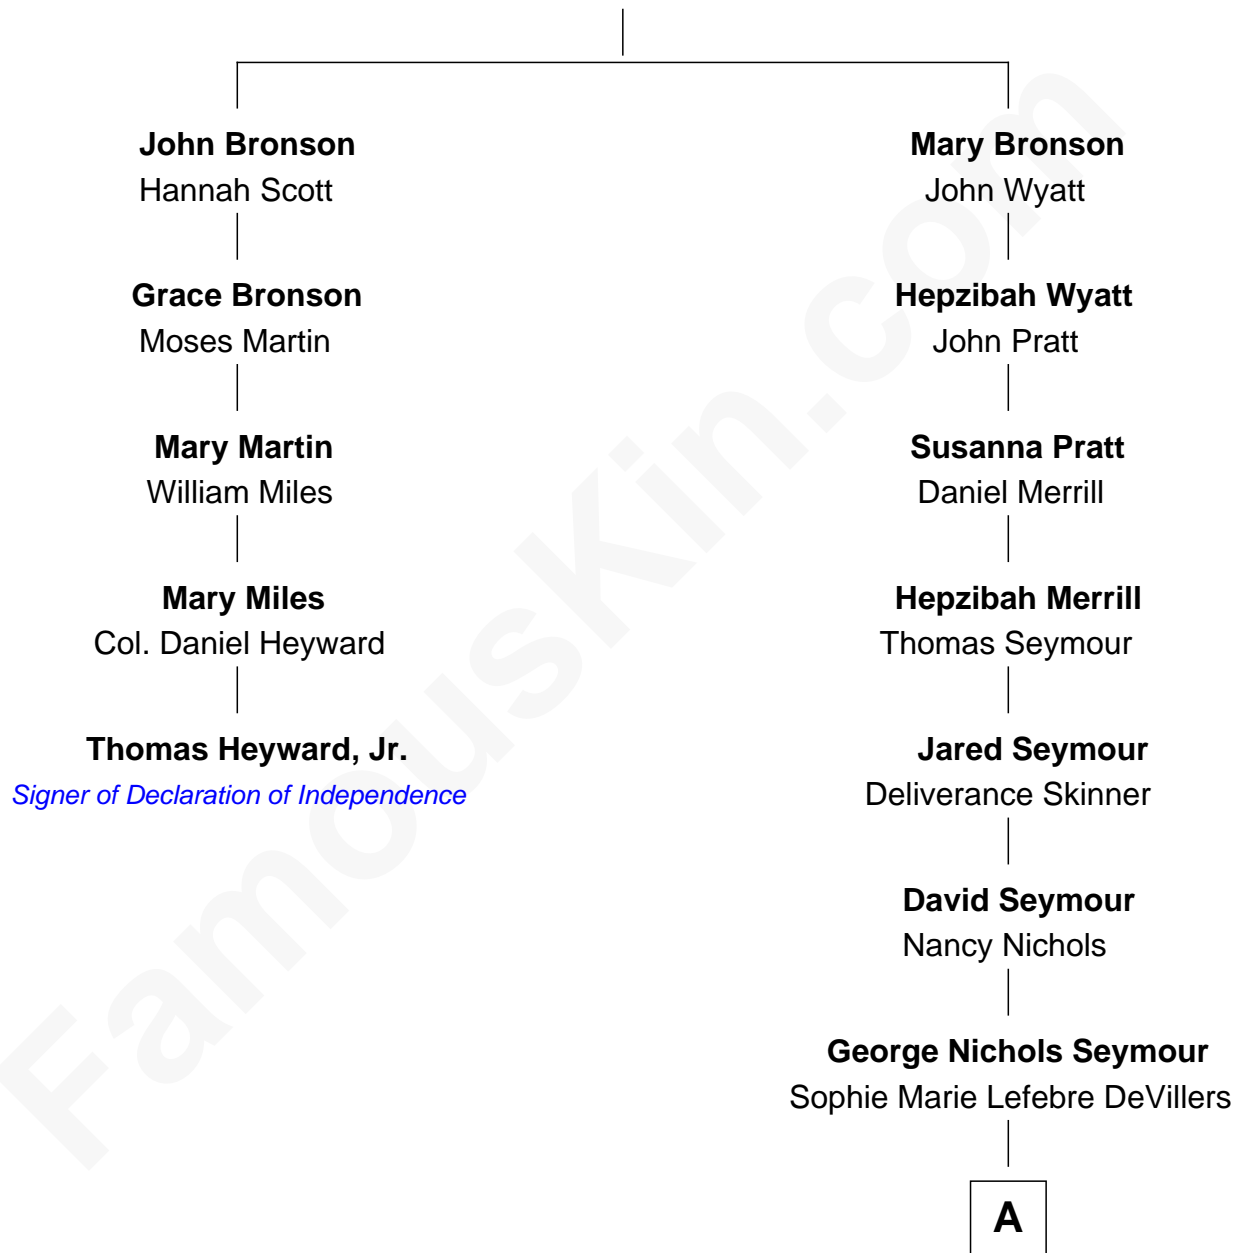 John Bronson
Hannah Scott
Grace Bronson
Moses Martin
Mary Martin
William Miles
Mary Miles
Col. Daniel Heyward
Thomas Heyward, Jr.
Signer of Declaration of Independence
Mary Bronson
John Wyatt
Hepzibah Wyatt
John Pratt
Susanna Pratt
Daniel Merrill
Hepzibah Merrill
Thomas Seymour
Jared Seymour
Deliverance Skinner
David Seymour
Nancy Nichols
George Nichols Seymour
Sophie Marie Lefebre DeVillers
A
FamousKin.com